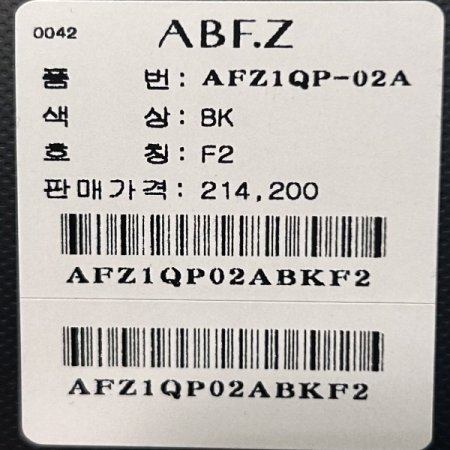 0042 ABF.Z
품 번: AFZ1QP-02A
색 상: BK
호 칭: F2
판매가격: 214,200
AFZ1QP02ABKF2
AFZ1QP02ABKF2